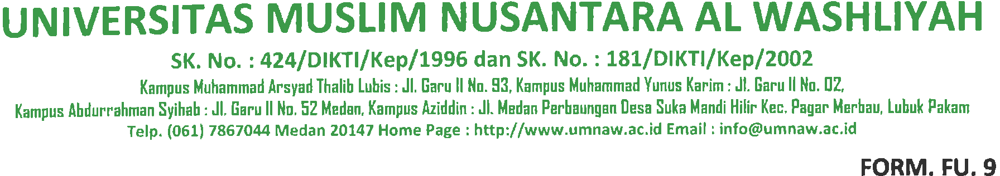 UNIVERSITAS MUSLIM NUSANTARA AL WASHLIYAH
SK. No. : 424/DIKTI/Kep/1996 dan SK. No. : 181/DIKTI/Kep/2002
Kampus Muhammad Arsyad Thalib Lubis : Jl. Garu II No. 93, Kampus Muhammad Yunus Karim : Jl. Garu II No. 02,
Kampus Abdurrahman Syihab : Jl. Garu II No. 52 Medan, Kampus Aziddin : Jl. Medan Perbaungan Desa Suka Mandi Hilir Kec. Pagar Merbau, Lubuk Pakam
Telp. (061) 7867044 Medan 20147 Home Page : http://www.umnaw.ac.id Email : info@umnaw.ac.id
FORM. FU. 9